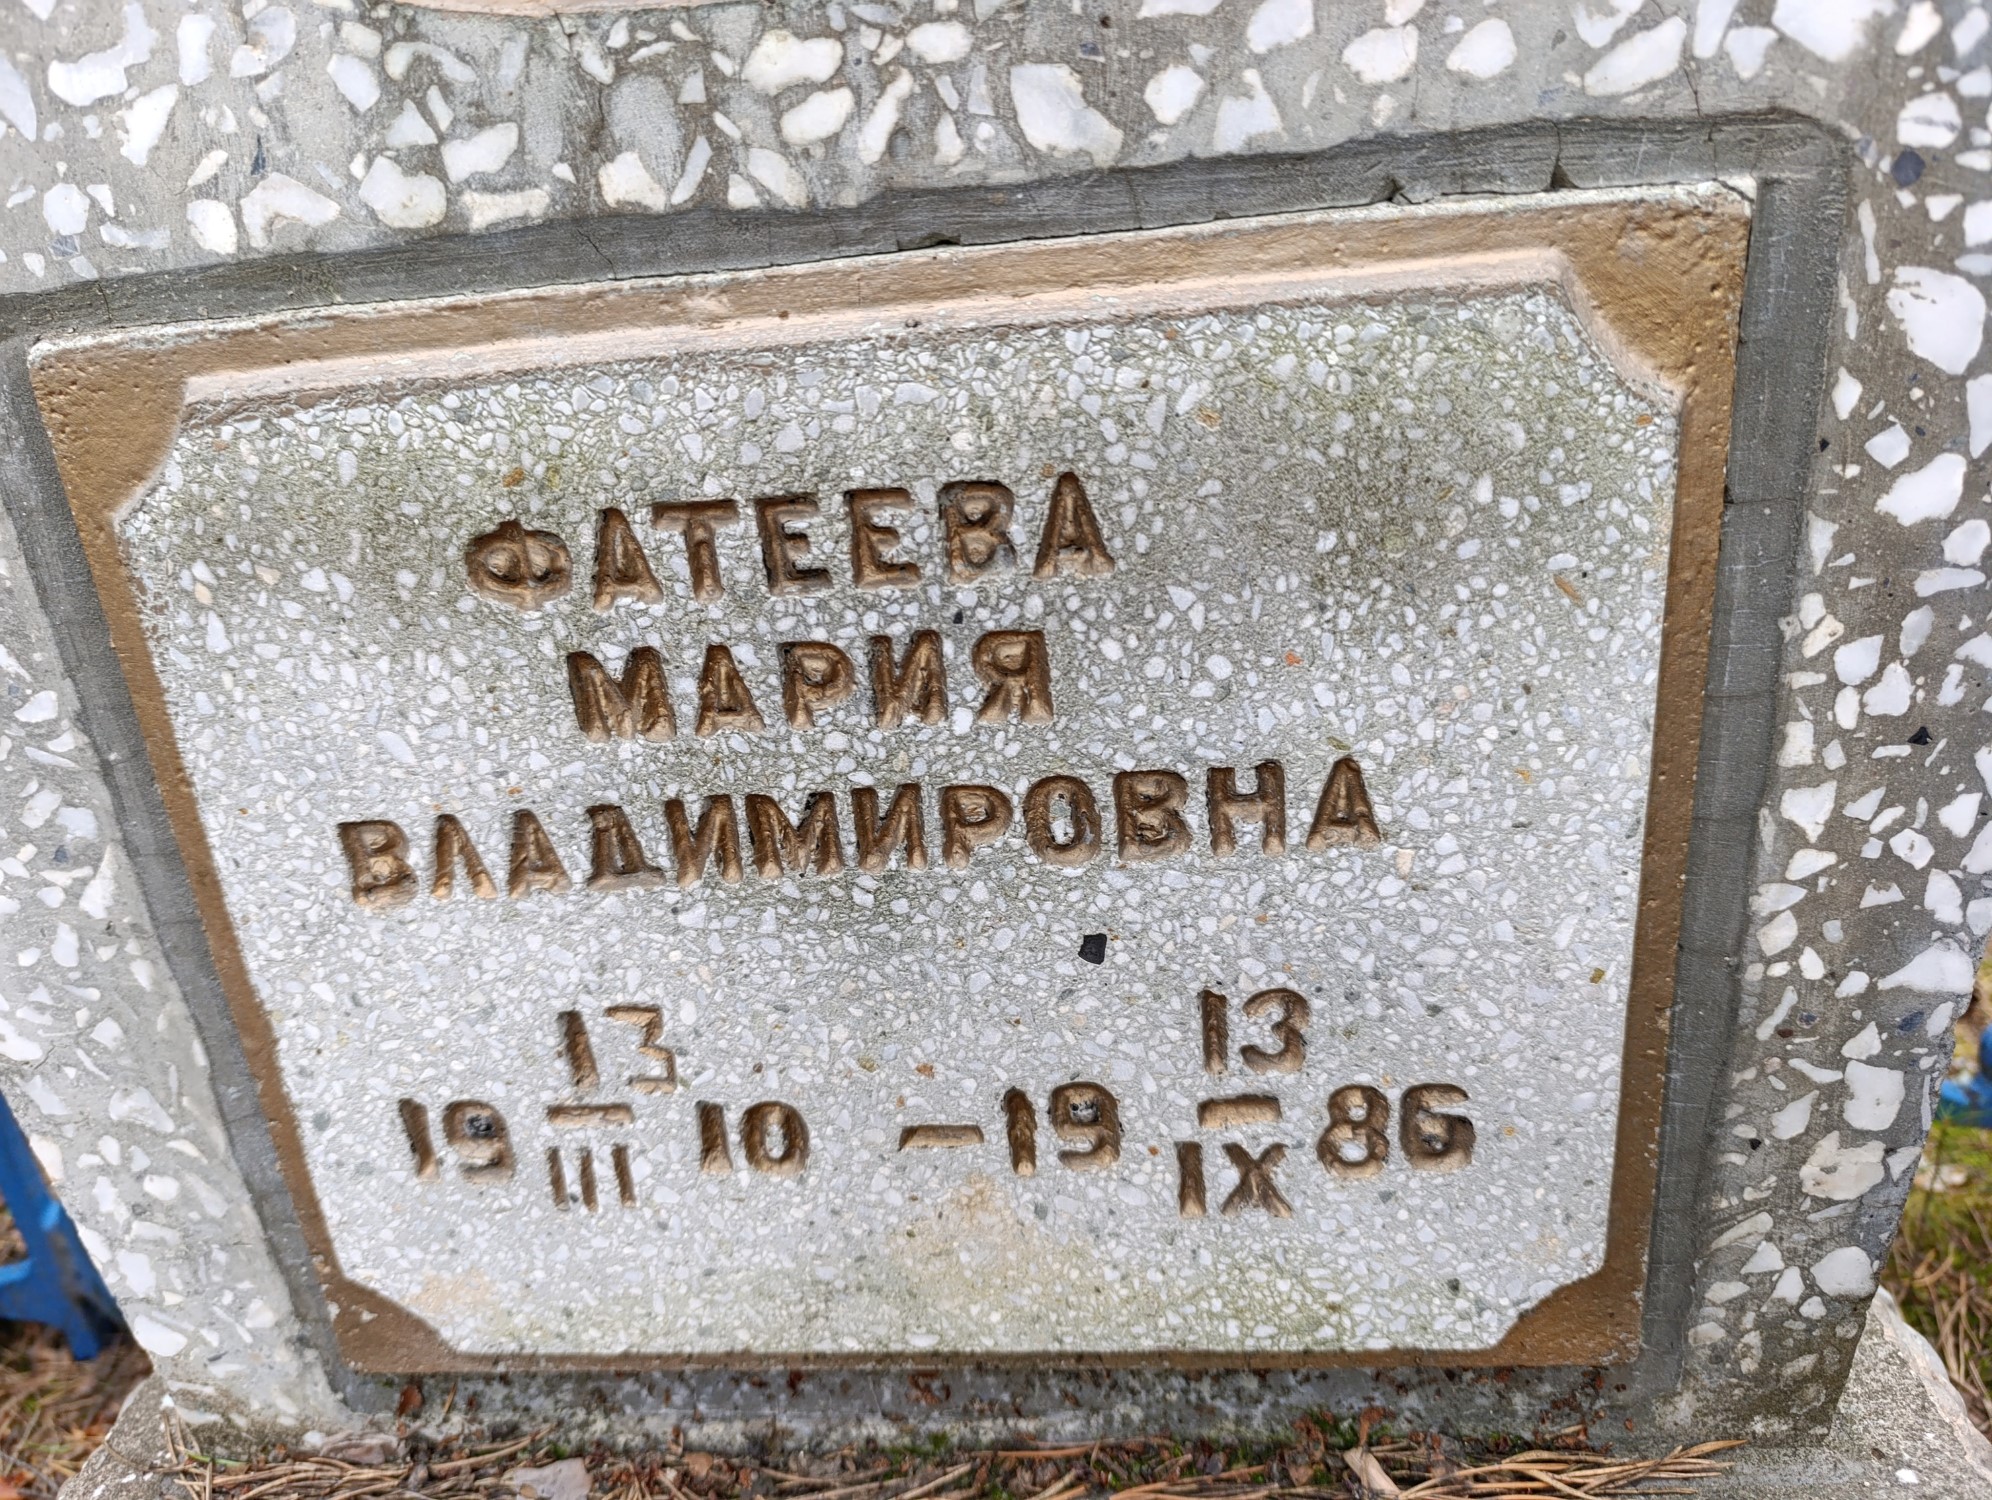 ФАТЕЕВА
МАРИЯ
ВЛАДИМИРОВНА
19 13/III 10 – 19 13/IX 86